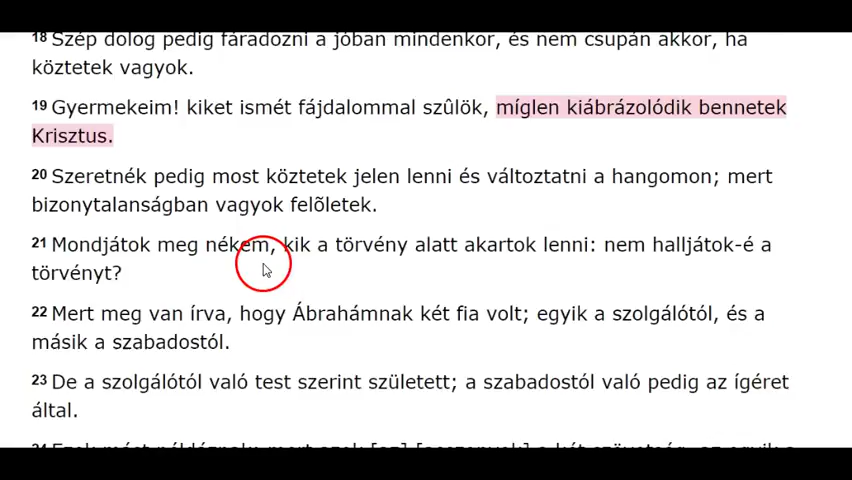 18 Szép dolog pedig fáradozni a jóban mindenkor, és nem csupán akkor, ha
köztetek vagyok.
19 Gyermekeim! kiket ismét fájdalommal szûlök, míglen kiábrázolódik bennetek
Krisztus.
20 Szeretnék pedig most köztetek jelen lenni és változtatni a hangomon; mert
bizonytalanságban vagyok felõletek.
21 Mondjátok meg nékem, kik a törvény alatt akartok lenni: nem halljátok-é a
törvényt?
22 Mert meg van írva, hogy Ábrahámnak két fia volt; egyik a szolgálótól, és a
másik a szabadostól.
23 De a szolgálótól való test szerint született; a szabadostól való pedig az ígéret
által.